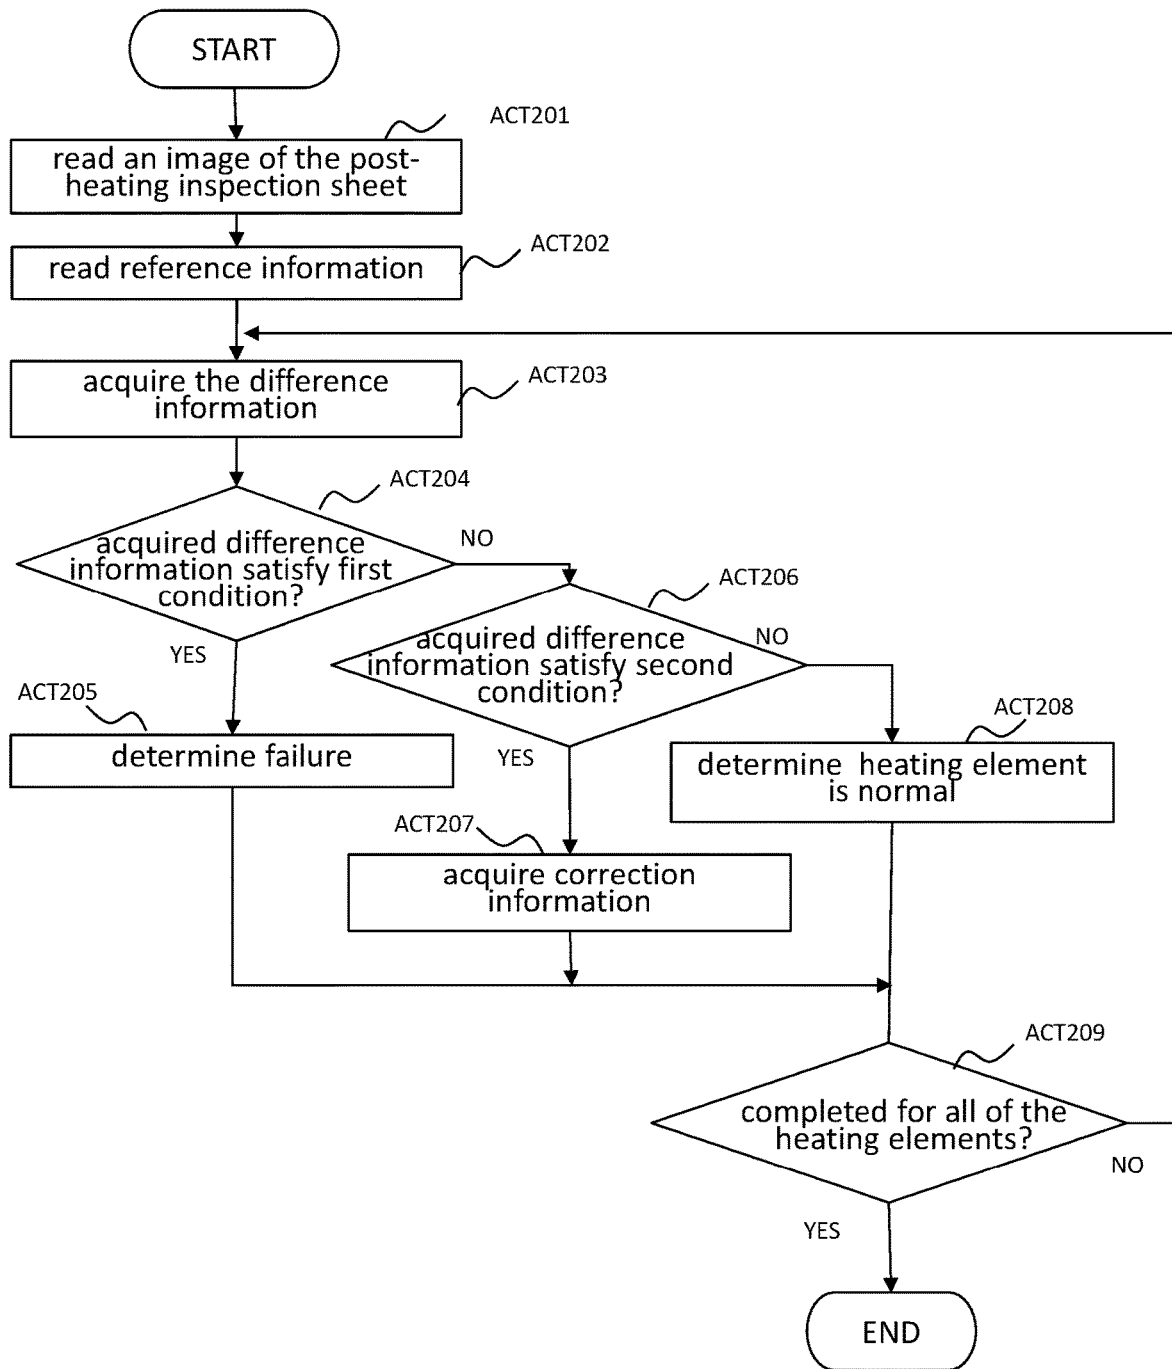 START
ACT201
read an image of the post-
heating inspection sheet
ACT202
read reference information
ACT203
acquire the difference
information
ACT204
acquired difference
information satisfy first
condition?
NO
YES
ACT205
determine failure
ACT206
acquired difference
information satisfy second
condition?
NO
YES
ACT207
acquire correction
information
ACT208
determine heating element
is normal
ACT209
completed for all of the
heating elements?
NO
YES
END